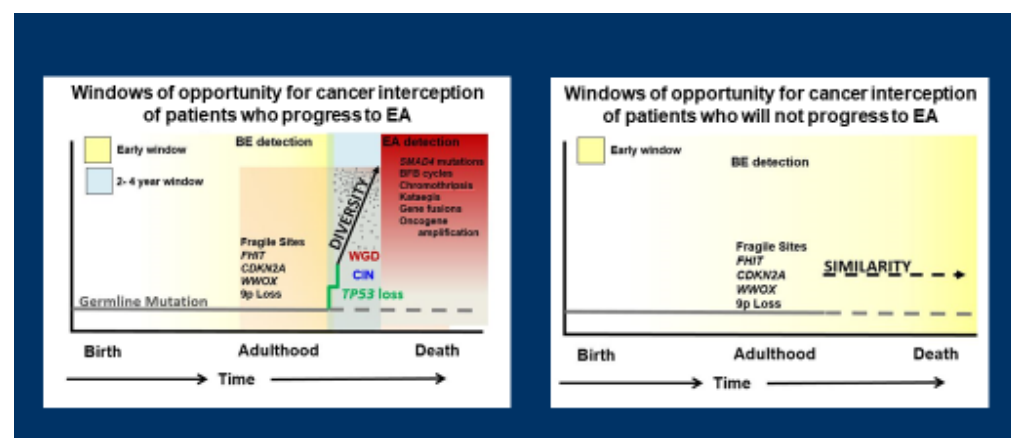 Windows of opportunity for cancer interception
of patients who progress to EA
Early window
2- 4 year window
BE detection
EA detection
SMAD4 mutations
BFB cycles
Chromothripsis
Kataegis
Gene fusions
Oncogene
amplification
DIVERSITY
Fragile Sites
FHIT
CDKN2A
WWOX
9p Loss
WGD
CIN
TP53 loss
Germline Mutation
Birth
Adulthood
Death
Time
Windows of opportunity for cancer interception
of patients who will not progress to EA
Early window
BE detection
Fragile Sites
FHIT
CDKN2A
WWOX
9p Loss
SIMILARITY
Birth
Adulthood
Death
Time